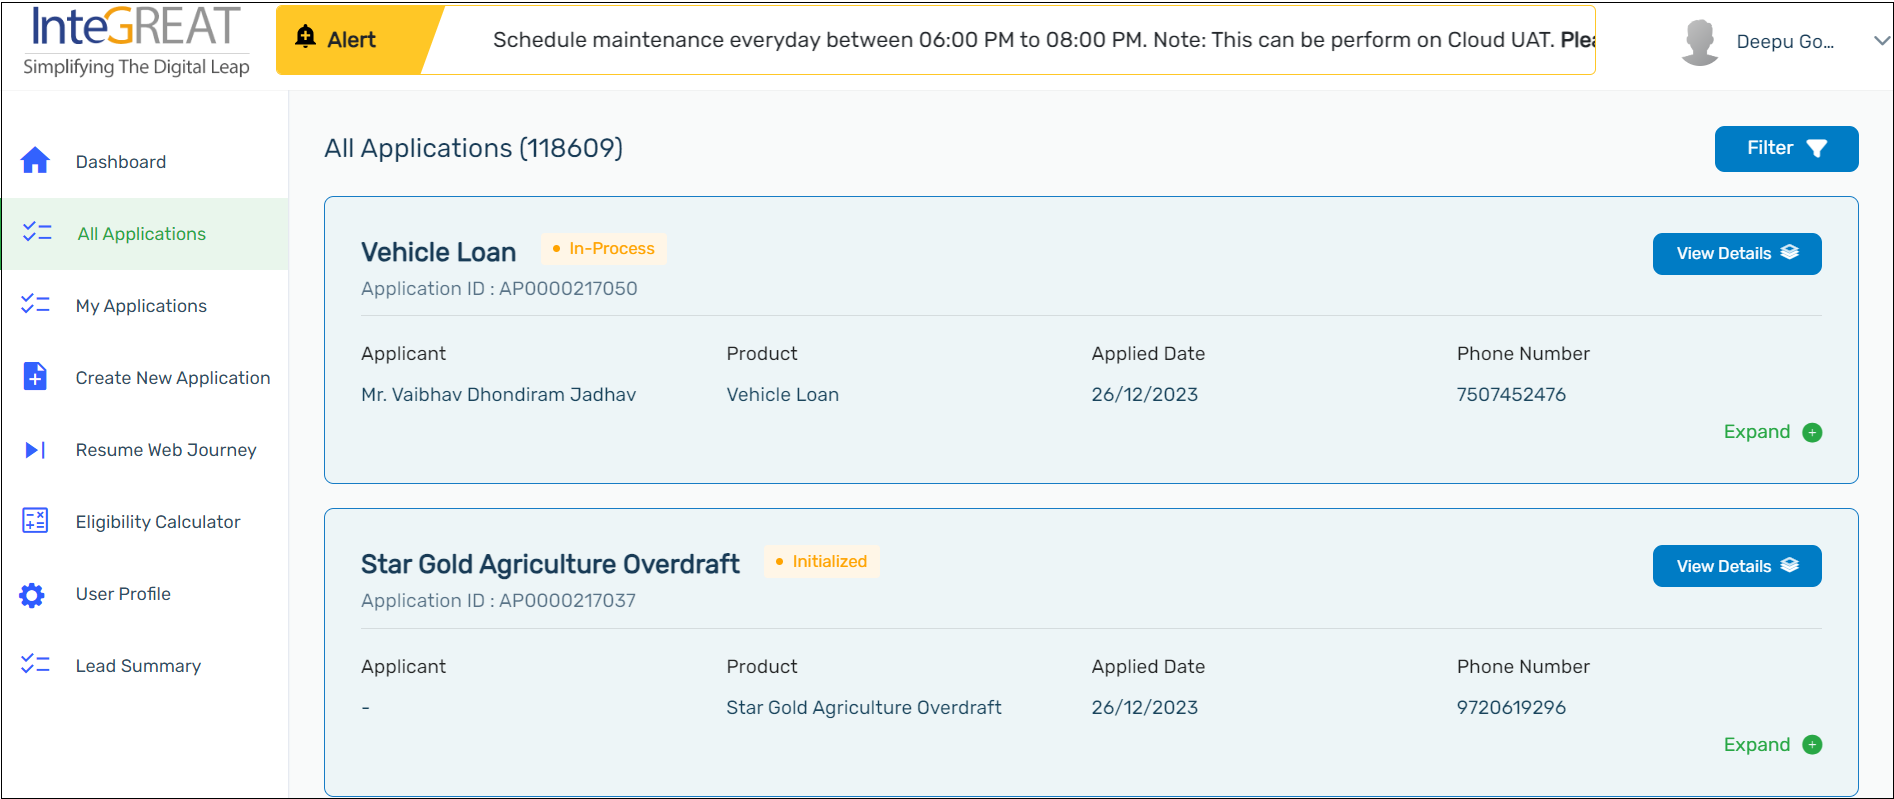 InteGREAT
Simplifying The Digital Leap
Alert
Schedule maintenance everyday between 06:00 PM to 08:00 PM. Note: This can be perform on Cloud UAT.
Deepu Go...
Dashboard
All Applications
My Applications
Create New Application
Resume Web Journey
Eligibility Calculator
User Profile
Lead Summary
All Applications (118609)
Filter
Vehicle Loan
In-Process
View Details
Application ID : AP0000217050
Applicant Product Applied Date Phone Number
Mr. Vaibhav Dhondiram Jadhav Vehicle Loan 26/12/2023 7507452476
Expand
Star Gold Agriculture Overdraft
Initialized
View Details
Application ID : AP0000217037
Applicant Product Applied Date Phone Number
- Star Gold Agriculture Overdraft 26/12/2023 9720619296
Expand